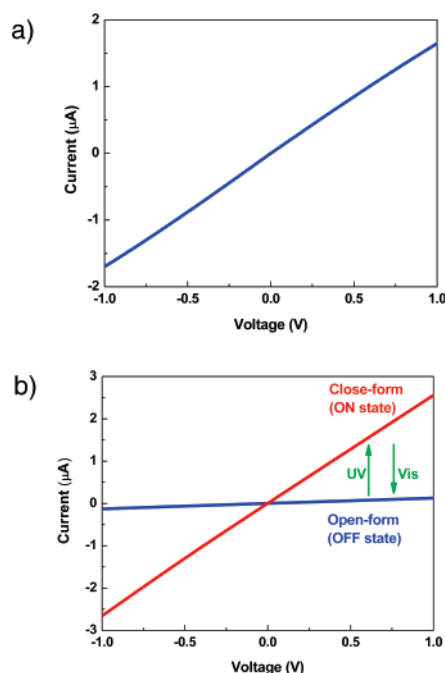 a)
2
1
0
-1
-2
Current (μA)
-1.0 -0.5 0.0 0.5 1.0
Voltage (V)
b)
3
2
1
0
-1
-2
-3
Current (μA)
Close-form
(ON state)
UV Vis
Open-form
(OFF state)
-1.0 -0.5 0.0 0.5 1.0
Voltage (V)